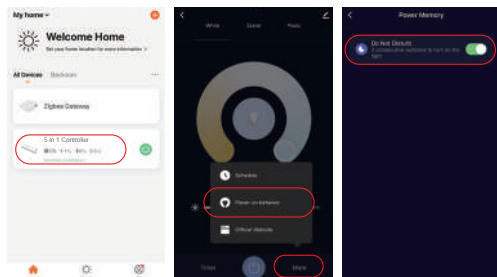 My home
Welcome Home
Set your home location for more information >
All Devices Bedroom ...
Zigbee Gateway
5 in 1 Controller
White Scene Music
Schedule
Power-on behavior
Official Website
Timer More
Power Memory
Do Not Disturb